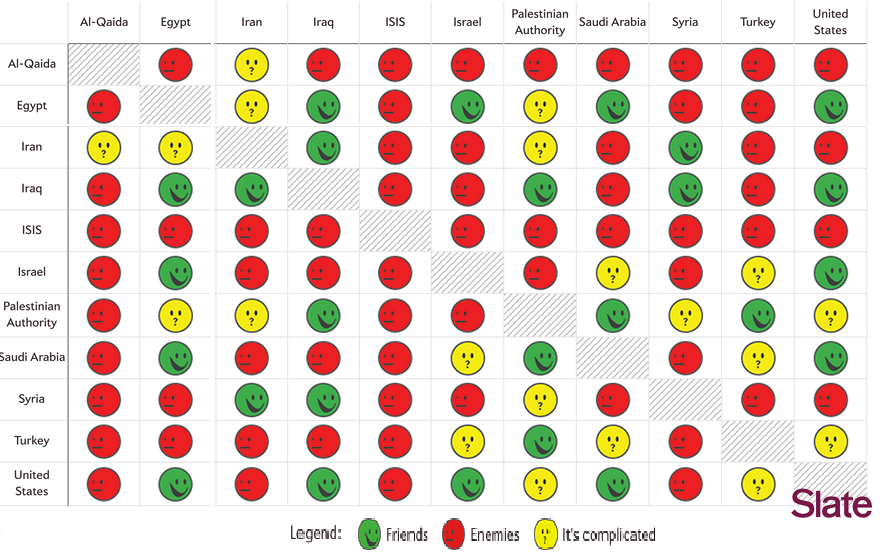 Al-Qaida Egypt Iran Iraq ISIS Israel Palestinian Authority Saudi Arabia Syria Turkey United States
Al-Qaida
?
Egypt
? ?
Iran
? ? ?
Iraq
ISIS
Israel
? ?
Palestinian
Authority
? ? ? ?
Saudi Arabia
? ?
Syria
?
Turkey
? ? ?
United
States
? ?
Slate
Legend: Friends Enemies ? It's complicated